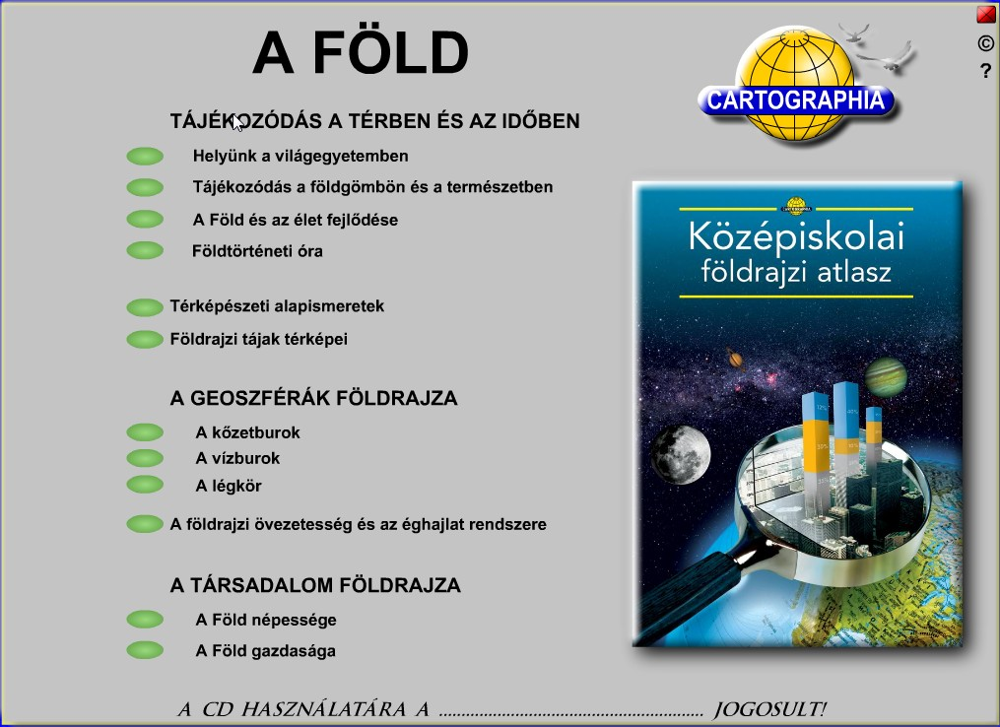 A FÖLD
TÁJÉKOZÓDÁS A TÉRBEN ÉS AZ IDŐBEN
Helyünk a világegyetemben
Tájékozódás a földgömbön és a természetben
A Föld és az élet fejlődése
Földtörténeti óra
Térképészeti alapismeretek
Földrajzi tájak térképei
A GEOSZFÉRÁK FÖLDRAJZA
A kőzetburok
A vízburok
A légkör
A földrajzi övezetesség és az éghajlat rendszere
A TÁRSADALOM FÖLDRAJZA
A Föld népessége
A Föld gazdasága
A CD HASZNÁLATÁRA A ........................................................... JOGOSULT!
CARTOGRAPHIA
©
?
CARTOGRAPHIA
Középiskolai
földrajzi atlasz